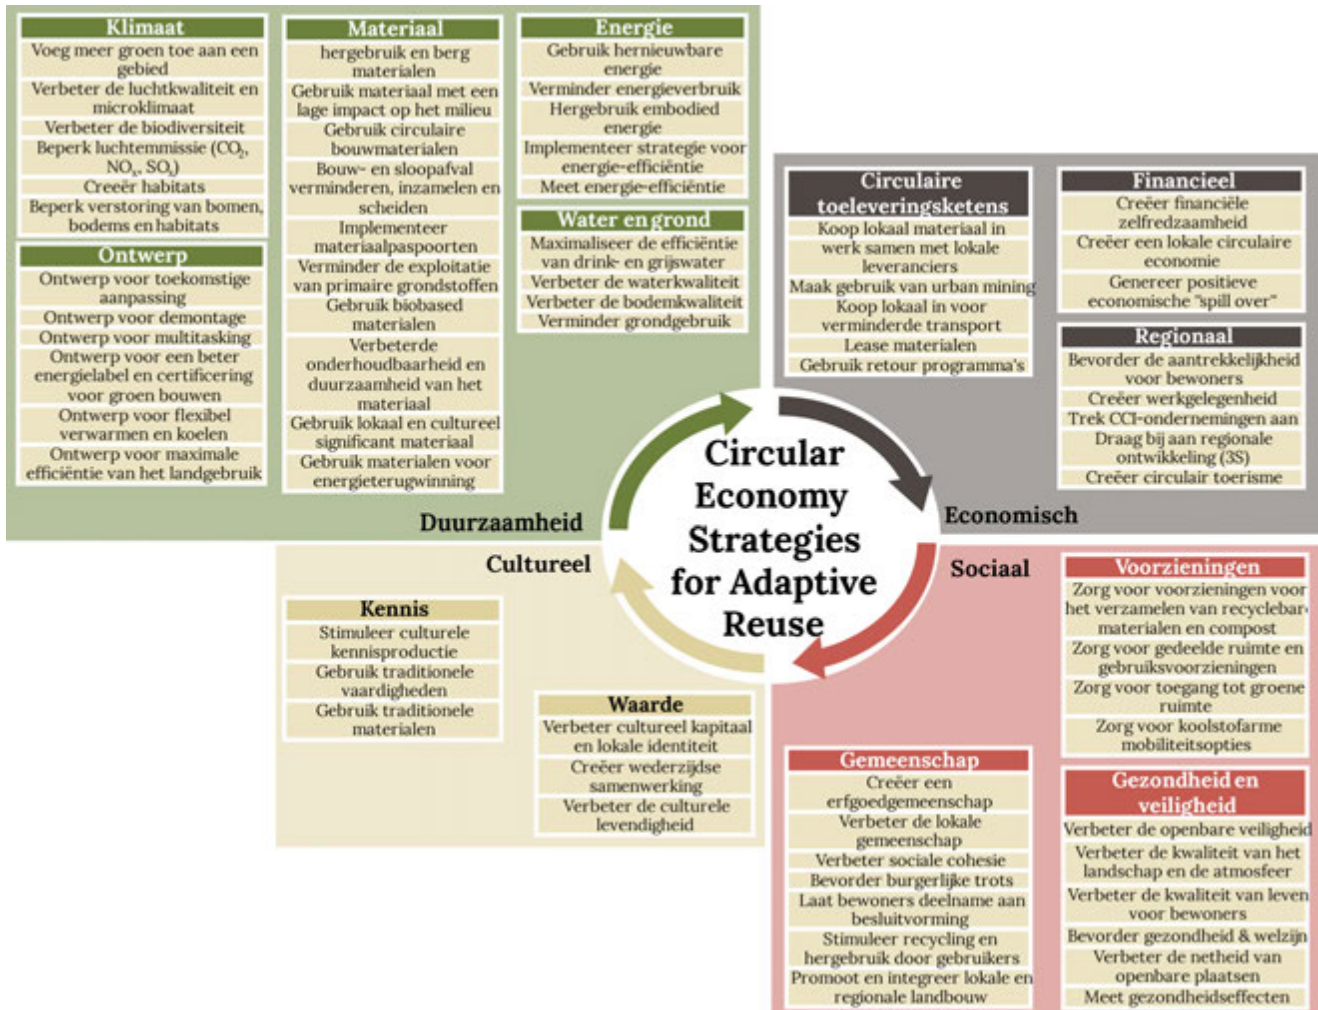 Klimaat
Voeg meer groen toe aan een
gebied
Verbeter de luchtkwaliteit en
microklimaat
Verbeter de biodiversiteit
Beperk luchtemmissie (CO₂,
NOₓ, SOₓ)
Creeër habitats
Beperk verstoring van bomen,
bodems en habitats
Ontwerp
Ontwerp voor toekomstige
aanpassing
Ontwerp voor demontage
Ontwerp voor multitasking
Ontwerp voor een beter
energielabel en certificering
voor groen bouwen
Ontwerp voor flexibel
verwarmen en koelen
Ontwerp voor maximale
efficiëntie van het landgebruik
Materiaal
hergebruik en berg
materialen
Gebruik materiaal met een
lage impact op het milieu
Gebruik circulaire
bouwmaterialen
Bouw- en sloopafval
verminderen, inzamelen en
scheiden
Implementeer
materiaalpaspoorten
Verminder de exploitatie
van primaire grondstoffen
Gebruik biobased
materialen
Verbeterde
onderhoudbaarheid en
duurzaamheid van het
materiaal
Gebruik lokaal en cultureel
significant materiaal
Gebruik materialen voor
energieterugwinning
Energie
Gebruik hernieuwbare
energie
Verminder energieverbruik
Hergebruik embodied
energie
Implementeer strategie voor
energie-efficiëntie
Meet energie-efficiëntie
Water en grond
Maximaliseer de efficiëntie
van drink- en grijswater
Verbeter de waterkwaliteit
Verbeter de bodemkwaliteit
Verminder grondgebruik
Duurzaamheid
Circulaire
toeleveringsketens
Koop lokaal materiaal in
werk samen met lokale
leveranciers
Maak gebruik van urban mining
Koop lokaal in voor
verminderde transport
Lease materialen
Gebruik retour programma's
Financieel
Creëer financiële
zelfredzaamheid
Creëer een lokale circulaire
economie
Genereer positieve
economische "spill over"
Regionaal
Bevorder de aantrekkelijkheid
voor bewoners
Creëer werkgelegenheid
Trek CCI-ondernemingen aan
Draag bij aan regionale
ontwikkeling (3S)
Creëer circulair toerisme
Economisch
Circular
Economy
Strategies
for Adaptive
Reuse
Cultureel
Kennis
Stimuleer culturele
kennisproductie
Gebruik traditionele
vaardigheden
Gebruik traditionele
materialen
Waarde
Verbeter cultureel kapitaal
en lokale identiteit
Creëer wederzijdse
samenwerking
Verbeter de culturele
levendigheid
Sociaal
Gemeenschap
Creëer een
erfgoedgemeenschap
Verbeter de lokale
gemeenschap
Verbeter sociale cohesie
Bevorder burgerlijke trots
Laat bewoners deelname aan
besluitvorming
Stimuleer recycling en
hergebruik door gebruikers
Promoot en integreer lokale en
regionale landbouw
Voorzieningen
Zorg voor voorzieningen voor
het verzamelen van recyclebar
materialen en compost
Zorg voor gedeelde ruimte en
gebruiksvoorzieningen
Zorg voor toegang tot groene
ruimte
Zorg voor koolstofarme
mobiliteitsopties
Gezondheid en
veiligheid
Verbeter de openbare veiligheid
Verbeter de kwaliteit van het
landschap en de atmosfeer
Verbeter de kwaliteit van leven
voor bewoners
Bevorder gezondheid & welzijn
Verbeter de netheid van
openbare plaatsen
Meet gezondheidseffecten